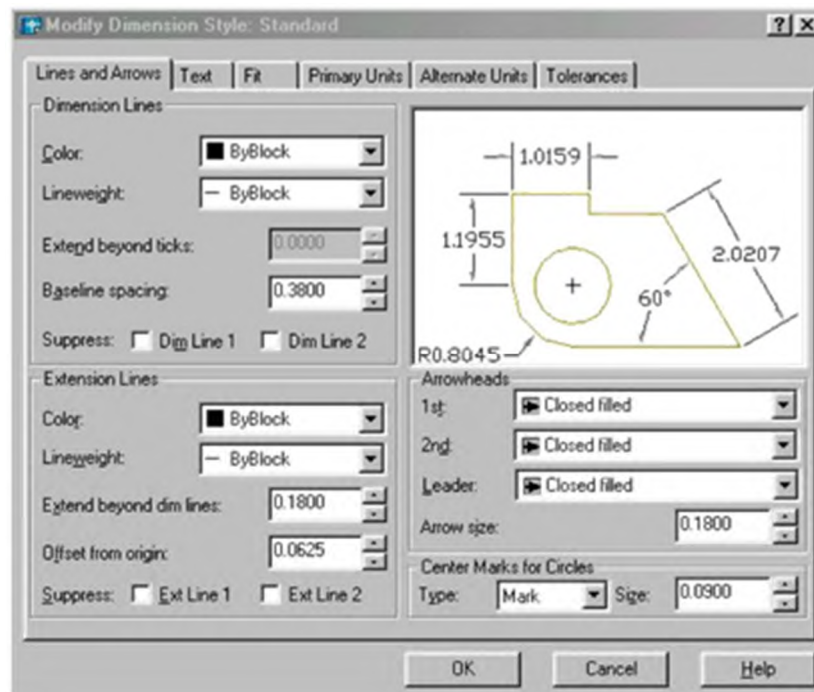 Modify Dimension Style: Standard
Lines and Arrows Text Fit Primary Units Alternate Units Tolerances
Dimension Lines
Color: ByBlock
Lineweight: ByBlock
Extend beyond ticks: 0.0000
Baseline spacing: 0.3800
Suppress: Dim Line 1 Dim Line 2
Extension Lines
Color: ByBlock
Lineweight: ByBlock
Extend beyond dim lines: 0.1800
Offset from origin: 0.0625
Suppress: Ext Line 1 Ext Line 2
1.0159
1.1955
2.0207
60°
R0.8045
Arrowheads
1st: Closed filled
2nd: Closed filled
Leader: Closed filled
Arrow size: 0.1800
Center Marks for Circles
Type: Mark Size: 0.0900
OK Cancel Help